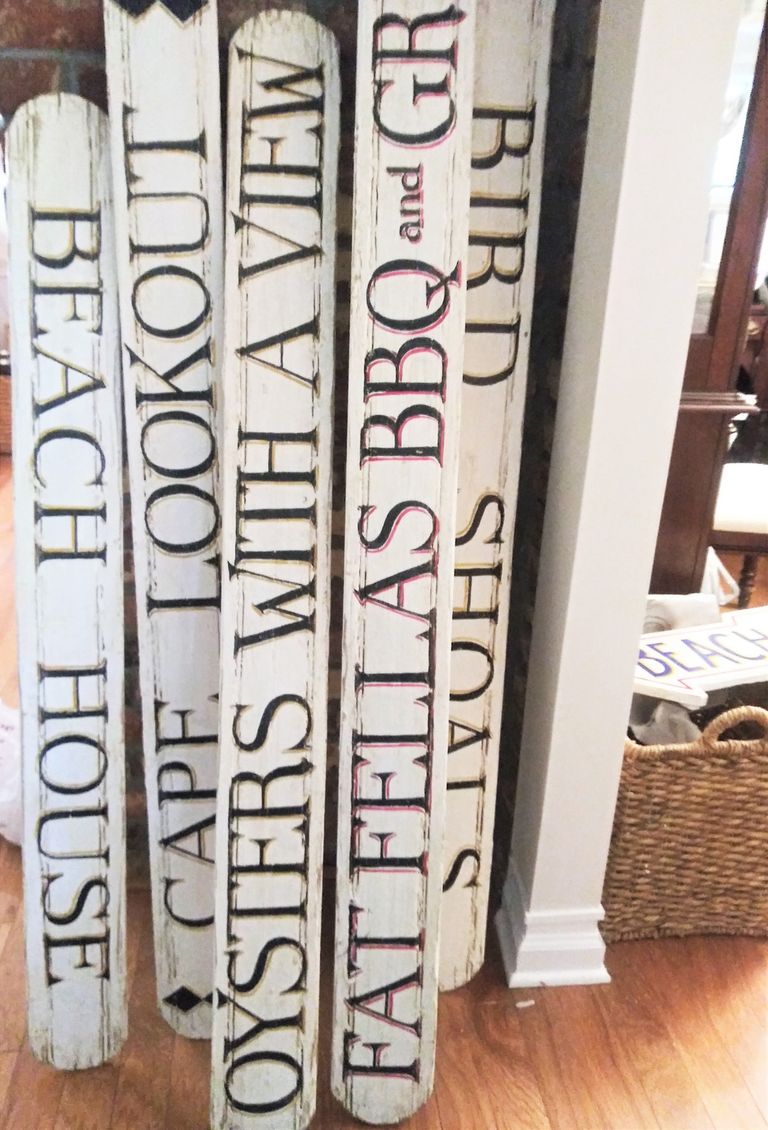 BEACH HOUSE
CAPE LOOKOUT
OYSTERS WITH A VIEW
FAT FELLAS BBQ and GR
BIRD SHOALS
BEACH